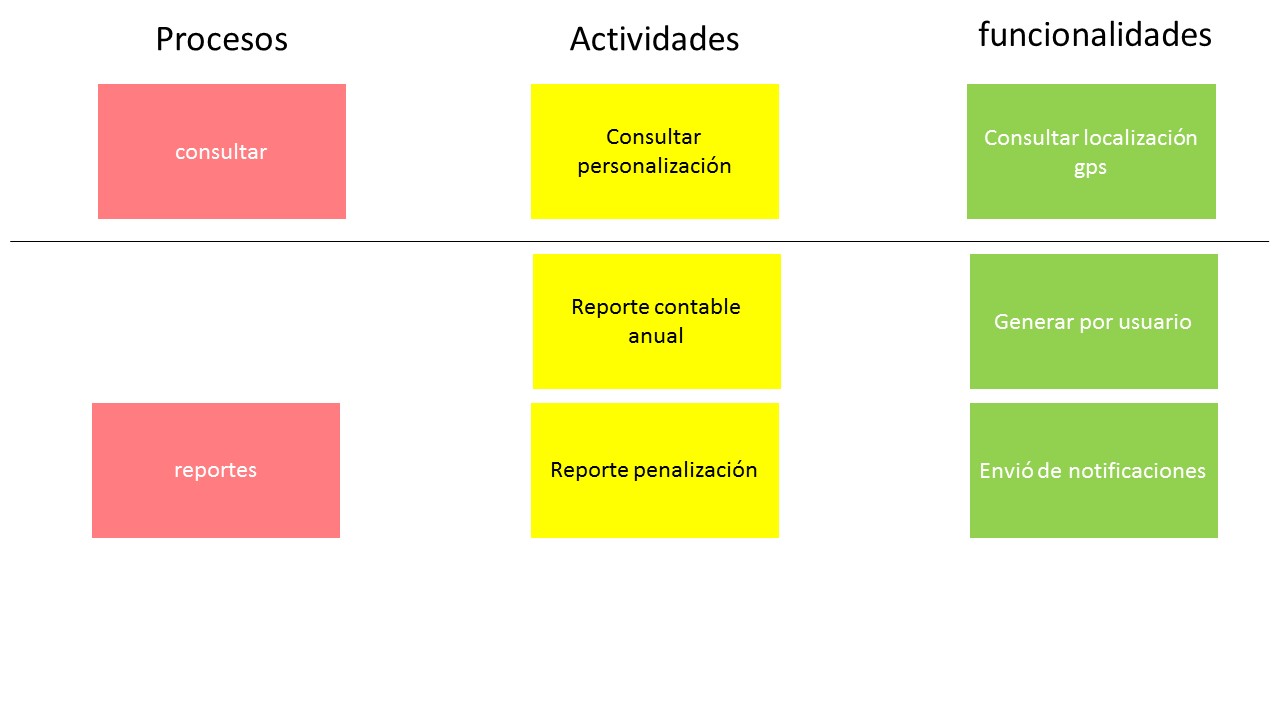 Procesos
Actividades
funcionalidades
consultar
Consultar
personalización
Consultar localización
gps
Reporte contable
anual
Generar por usuario
reportes
Reporte penalización
Envió de notificaciones